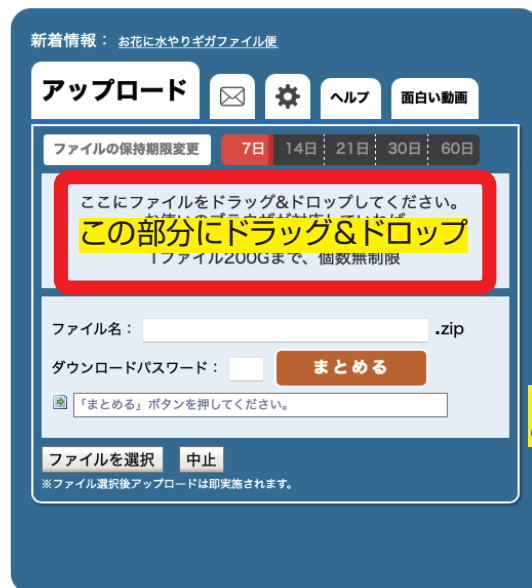 新着情報： お花に水やりギガファイル便
アップロード ヘルプ 面白い動画
ファイルの保持期限変更 7日 14日 21日 30日 60日
ここにファイルをドラッグ&ドロップしてください。
この部分にドラッグ&ドロップ
1ファイル200Gまで、個数無制限
ファイル名： .zip
ダウンロードパスワード： まとめる
「まとめる」ボタンを押してください。
ファイルを選択 中止
※ファイル選択後アップロードは即実施されます。